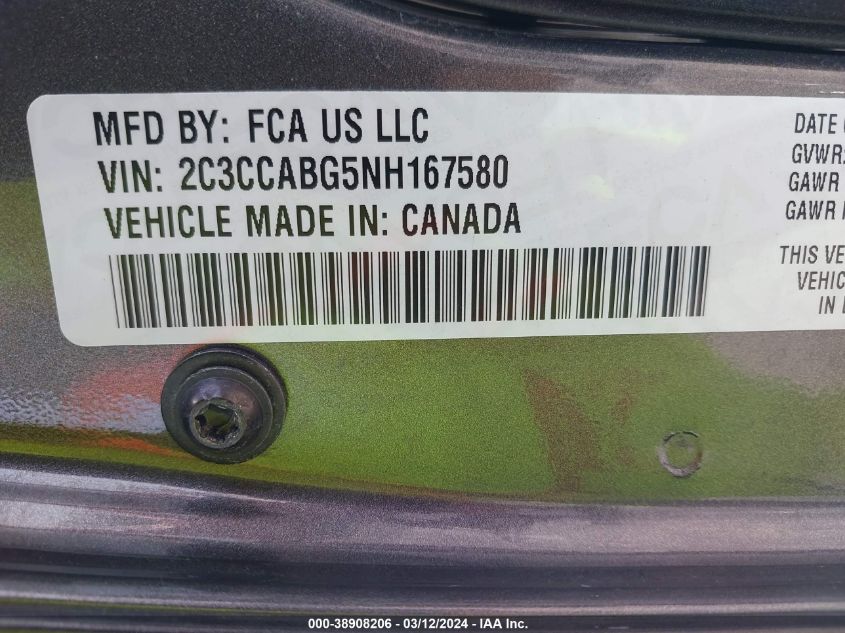 MFD BY: FCA US LLC
VIN: 2C3CCABG5NH167580
VEHICLE MADE IN: CANADA
DATE
GVWR:
GAWR
GAWR
THIS VE
VEHIC
IN
000-38908206 - 03/12/2024 - IAA Inc.